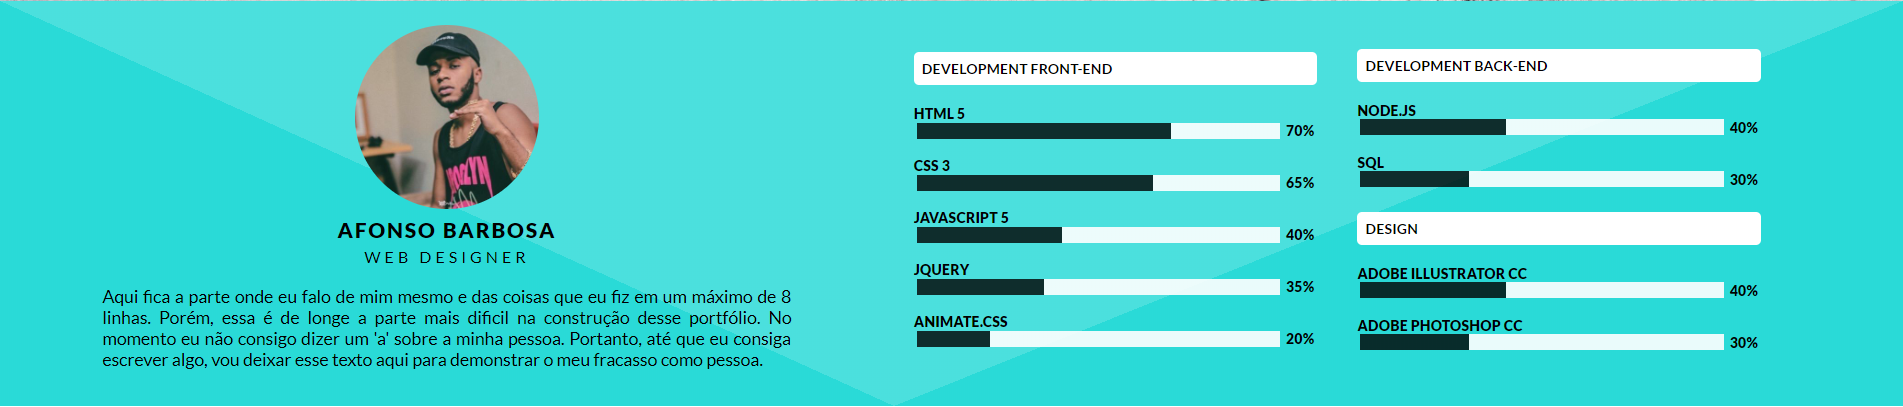 AFONSO BARBOSA
WEB DESIGNER
Aqui fica a parte onde eu falo de mim mesmo e das coisas que eu fiz em um máximo de 8
linhas. Porém, essa é de longe a parte mais dificil na construção desse portfólio. No
momento eu não consigo dizer um 'a' sobre a minha pessoa. Portanto, até que eu consiga
escrever algo, vou deixar esse texto aqui para demonstrar o meu fracasso como pessoa.
DEVELOPMENT FRONT-END
HTML 5
70%
CSS 3
65%
JAVASCRIPT 5
40%
JQUERY
35%
ANIMATE.CSS
20%
DEVELOPMENT BACK-END
NODE.JS
40%
SQL
30%
DESIGN
ADOBE ILLUSTRATOR CC
40%
ADOBE PHOTOSHOP CC
30%